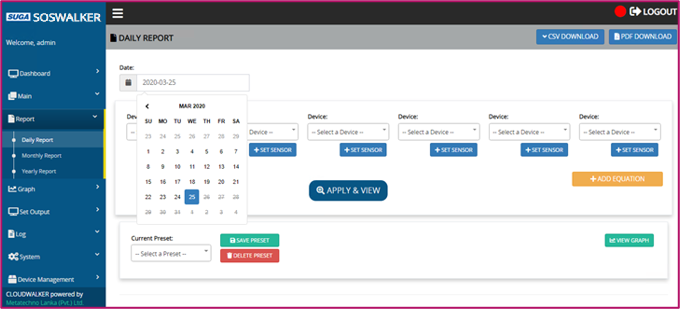 SUGA SOSWALKER
LOGOUT
Welcome, admin
DAILY REPORT
CSV DOWNLOAD
PDF DOWNLOAD
Dashboard
Main
Report
Daily Report
Monthly Report
Yearly Report
Graph
Set Output
Log
System
Device Management
CLOUDWALKER powered by
Metatechno Lanka (Pvt.) Ltd.
Date:
2020-03-25
MAR 2020
SU MO TU WE TH FR SA
23 24 25 26 27 28 29
1 2 3 4 5 6 7
8 9 10 11 12 13 14
15 16 17 18 19 20 21
22 23 24 25 26 27 28
29 30 31 1 2 3 4
Device: Device: Device: Device:
Device -- -- Select a Device -- -- Select a Device -- -- Select a Device -- -- Select a Device --
SET SENSOR SET SENSOR SET SENSOR SET SENSOR SET SENSOR
ADD EQUATION
APPLY & VIEW
Current Preset:
-- Select a Preset --
SAVE PRESET
DELETE PRESET
VIEW GRAPH